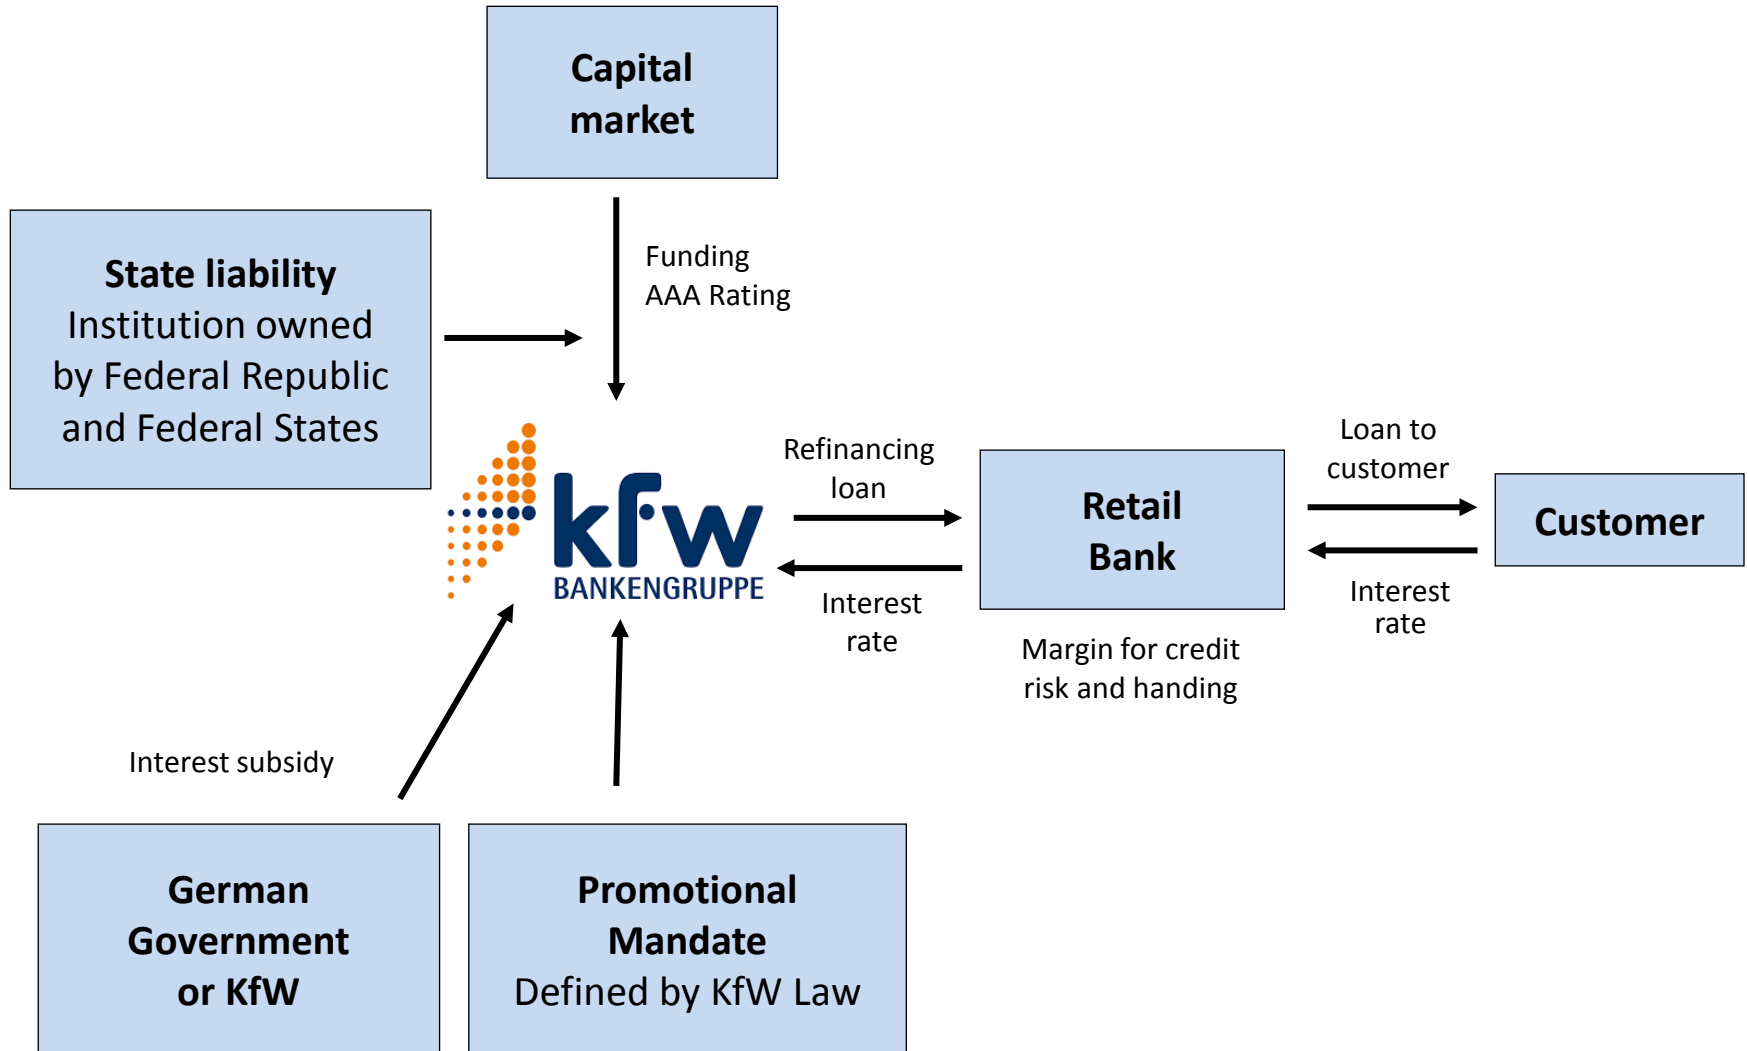 Capital
market
State liability
Institution owned
by Federal Republic
and Federal States
Funding
AAA Rating
kfw
BANKENGRUPPE
Refinancing
loan
Interest
rate
Retail
Bank
Margin for credit
risk and handing
Loan to
customer
Interest
rate
Customer
Interest subsidy
German
Government
or KfW
Promotional
Mandate
Defined by KfW Law